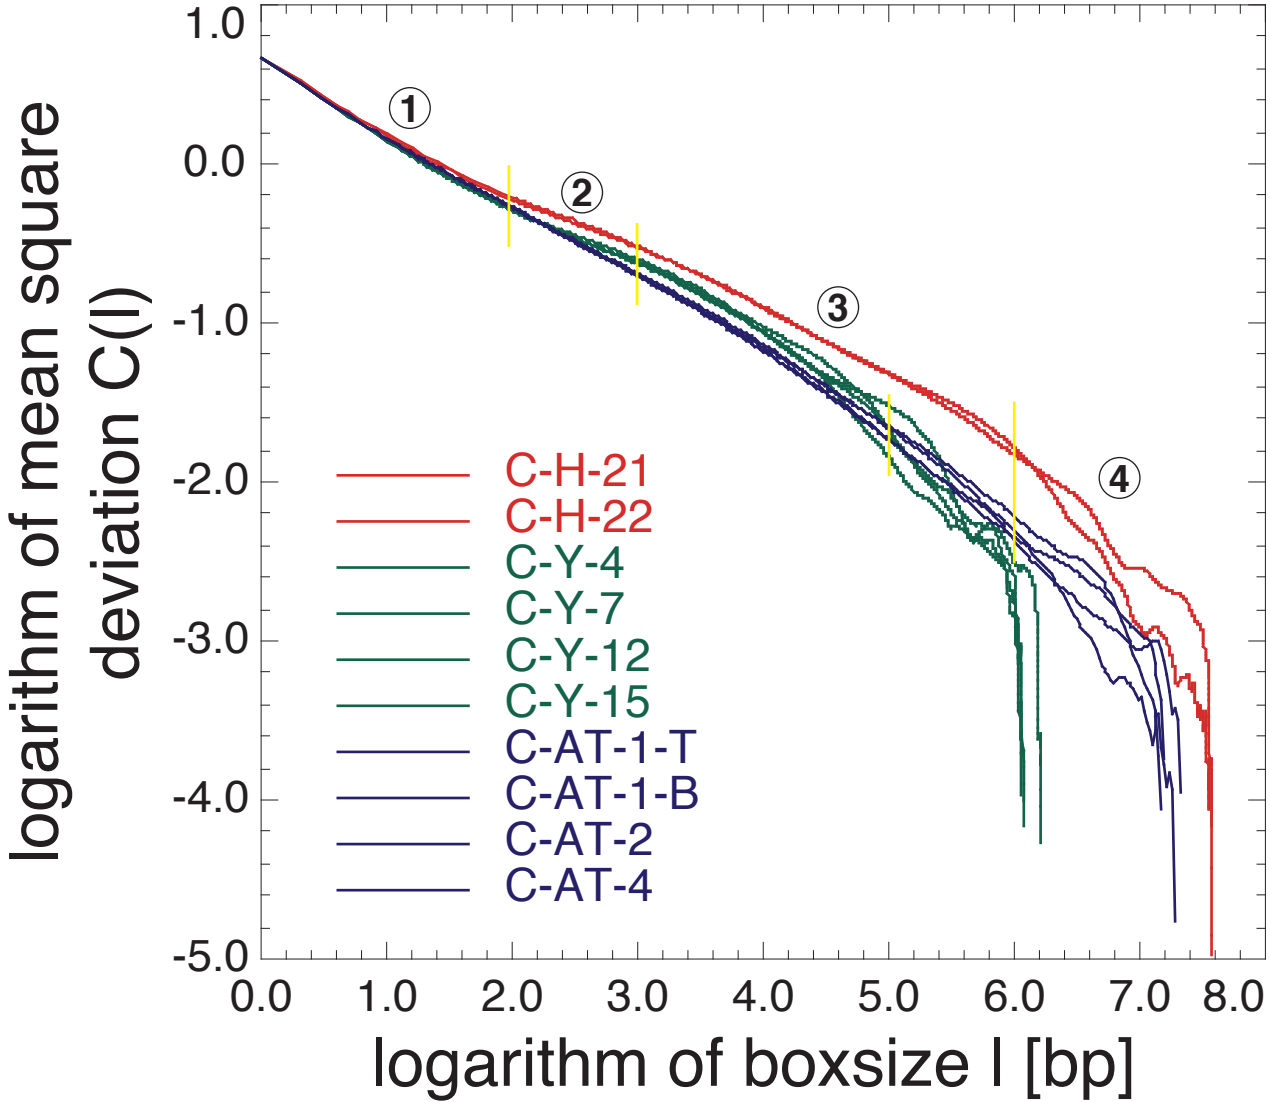 logarithm of mean square
deviation C(l)
1.0
0.0
-1.0
-2.0
-3.0
-4.0
-5.0
1
2
3
4
C-H-21
C-H-22
C-Y-4
C-Y-7
C-Y-12
C-Y-15
C-AT-1-T
C-AT-1-B
C-AT-2
C-AT-4
0.0 1.0 2.0 3.0 4.0 5.0 6.0 7.0 8.0
logarithm of boxsize l [bp]